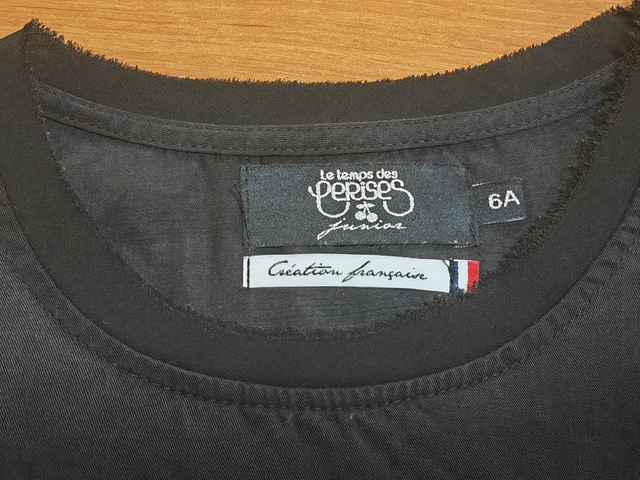 Le temps des
CeRiSeS
junior
6A
Création française